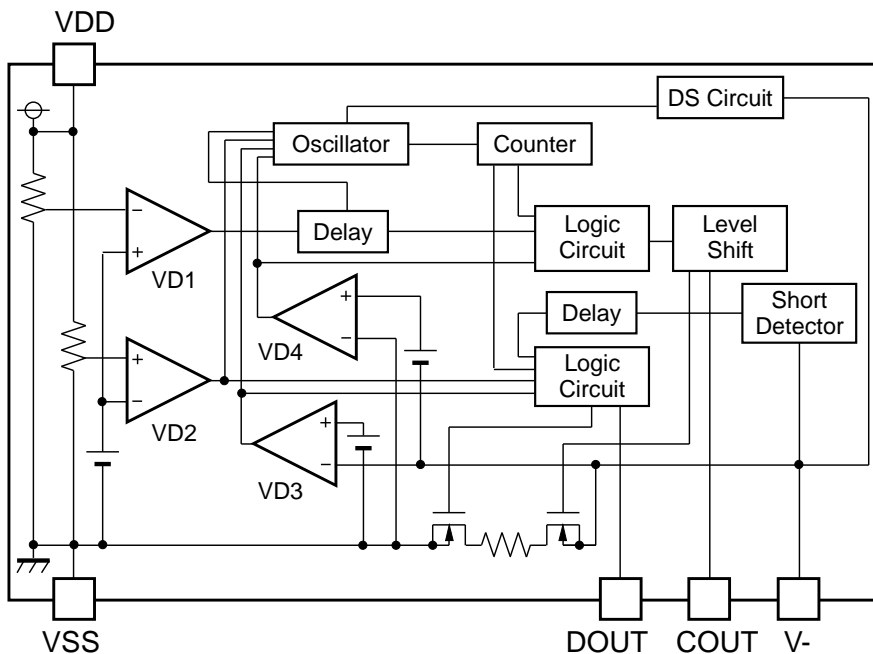 VDD
DS Circuit
Oscillator
Counter
Delay
Logic
Circuit
Level
Shift
−
+
VD1
Delay
Short
Detector
+
−
VD4
Logic
Circuit
+
−
VD2
+
−
VD3
VSS
DOUT
COUT
V-